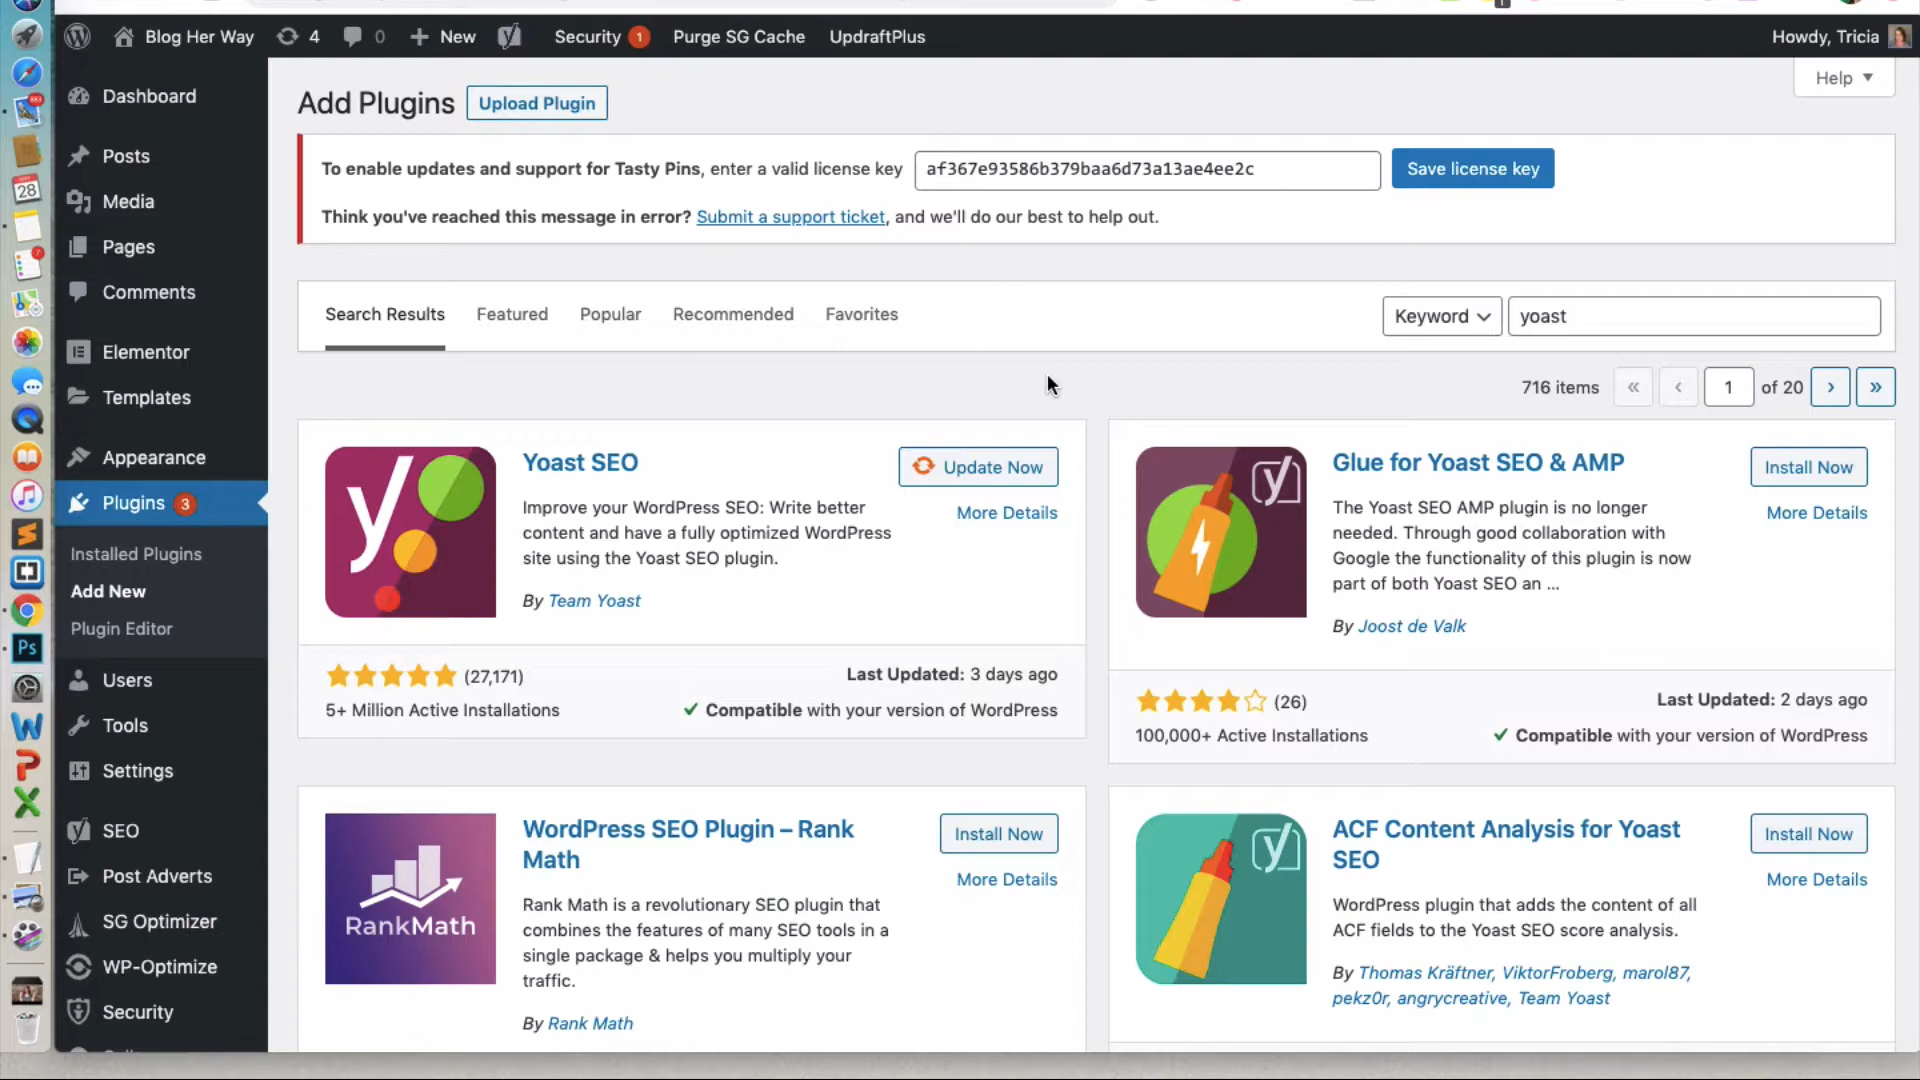 Blog Her Way 4 0 New Security 1 Purge SG Cache UpdraftPlus Howdy, Tricia
Help
Dashboard
Posts
Media
Pages
Comments
Elementor
Templates
Appearance
Plugins 3
Installed Plugins
Add New
Plugin Editor
Users
Tools
Settings
SEO
Post Adverts
SG Optimizer
WP-Optimize
Security
Add Plugins Upload Plugin
To enable updates and support for Tasty Pins, enter a valid license key af367e93586b379baa6d73a13ae4ee2c Save license key
Think you've reached this message in error? Submit a support ticket, and we'll do our best to help out.
Search Results Featured Popular Recommended Favorites Keyword yoast
716 items « ‹ 1 of 20 › »
Yoast SEO
Update Now
More Details
Improve your WordPress SEO: Write better
content and have a fully optimized WordPress
site using the Yoast SEO plugin.
By Team Yoast
(27,171)
Last Updated: 3 days ago
5+ Million Active Installations
Compatible with your version of WordPress
Glue for Yoast SEO & AMP
Install Now
More Details
The Yoast SEO AMP plugin is no longer
needed. Through good collaboration with
Google the functionality of this plugin is now
part of both Yoast SEO an ...
By Joost de Valk
(26)
Last Updated: 2 days ago
100,000+ Active Installations
Compatible with your version of WordPress
RankMath
WordPress SEO Plugin – Rank
Math
Install Now
More Details
Rank Math is a revolutionary SEO plugin that
combines the features of many SEO tools in a
single package & helps you multiply your
traffic.
By Rank Math
ACF Content Analysis for Yoast
SEO
Install Now
More Details
WordPress plugin that adds the content of all
ACF fields to the Yoast SEO score analysis.
By Thomas Kräftner, ViktorFroberg, marol87,
pekz0r, angrycreative, Team Yoast
28
Ps